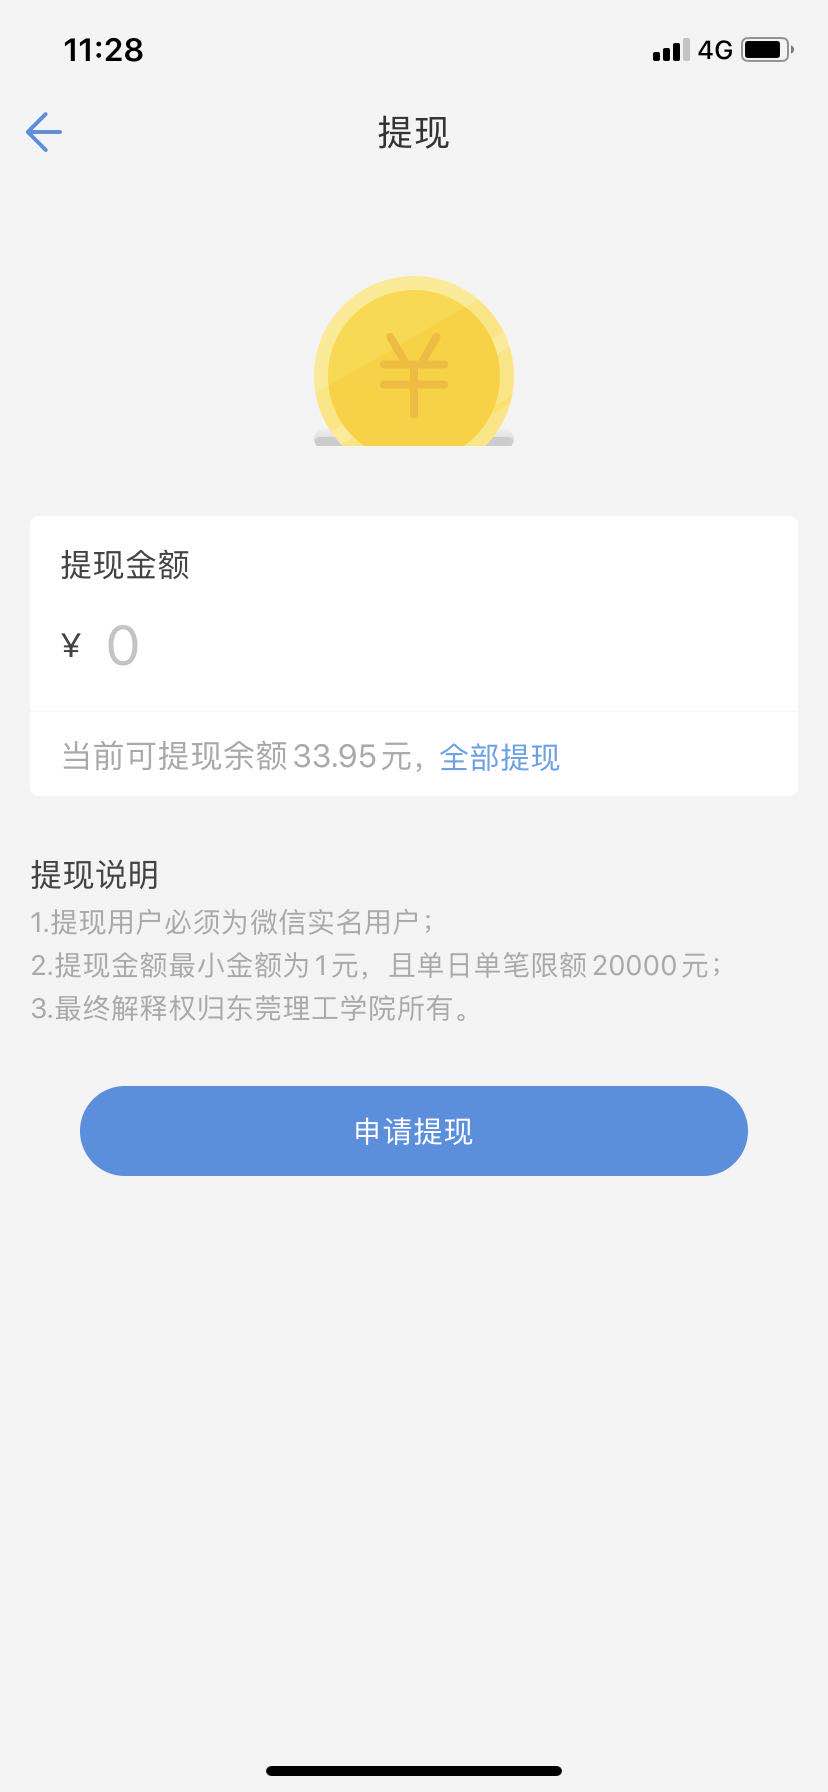 11:28
4G
提现
¥
提现金额
¥ 0
当前可提现余额33.95元，全部提现
提现说明
1.提现用户必须为微信实名用户；
2.提现金额最小金额为1元，且单日单笔限额20000元；
3.最终解释权归东莞理工学院所有。
申请提现